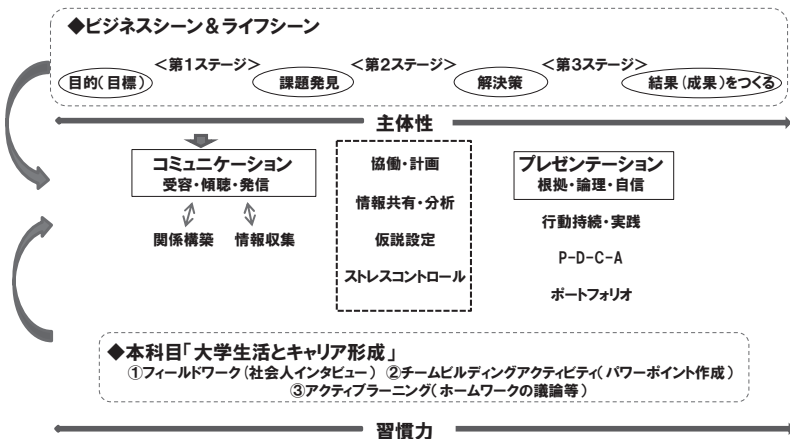 ◆ビジネスシーン&ライフシーン
<第1ステージ> <第2ステージ> <第3ステージ>
目的(目標) 課題発見 解決策 結果(成果)をつくる
主体性
コミュニケーション
受容・傾聴・発信
関係構築 情報収集
協働・計画
情報共有・分析
仮説設定
ストレスコントロール
プレゼンテーション
根拠・論理・自信
行動持続・実践
P-D-C-A
ポートフォリオ
◆本科目「大学生活とキャリア形成」
①フィールドワーク(社会人インタビュー) ②チームビルディングアクティビティ(パワーポイント作成)
③アクティブラーニング(ホームワークの議論等)
習慣力